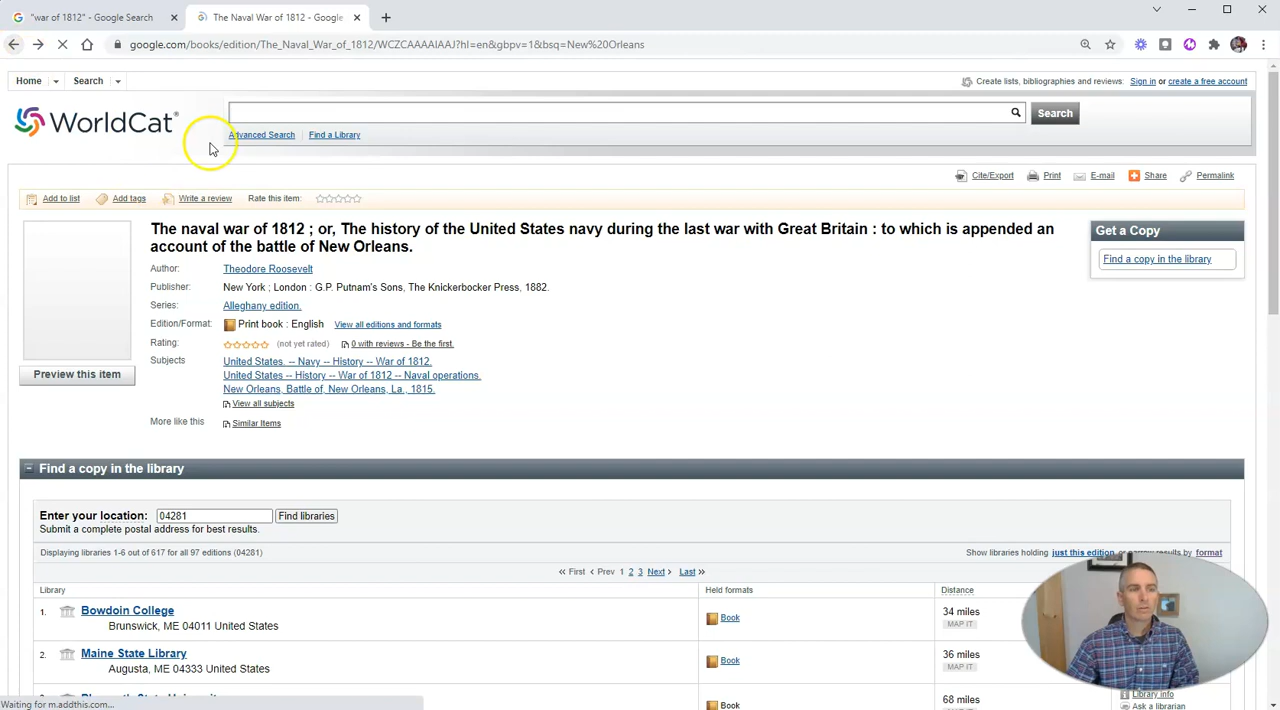 "war of 1812" - Google Search
The Naval War of 1812 - Google
google.com/books/edition/The_Naval_War_of_1812/WCZCAAAAIAAJ?hl=en&gbpv=1&bsq=New%20Orleans
Home Search
Create lists, bibliographies and reviews: Sign in or create a free account
WorldCat®
Search
Advanced Search Find a Library
Cite/Export Print E-mail Share Permalink
Add to list Add tags Write a review Rate this item:
The naval war of 1812 ; or, The history of the United States navy during the last war with Great Britain : to which is appended an
account of the battle of New Orleans.
Get a Copy
Find a copy in the library
Author: Theodore Roosevelt
Publisher: New York ; London : G.P. Putnam's Sons, The Knickerbocker Press, 1882.
Series: Alleghany edition.
Edition/Format: Print book : English View all editions and formats
Rating: (not yet rated) 0 with reviews - Be the first.
Subjects United States. -- Navy -- History -- War of 1812.
United States -- History -- War of 1812 -- Naval operations.
New Orleans, Battle of, New Orleans, La., 1815.
View all subjects
More like this Similar Items
Preview this item
Find a copy in the library
Enter your location: 04281 Find libraries
Submit a complete postal address for best results.
Displaying libraries 1-6 out of 617 for all 97 editions (04281)
Show libraries holding just this edition or narrow results by format
« First < Prev 1 2 3 Next > Last »
Library Held formats Distance
1. Bowdoin College Book 34 miles
Brunswick, ME 04011 United States MAP IT
2. Maine State Library Book 36 miles
Augusta, ME 04333 United States MAP IT
Book 68 miles
Library info
Ask a librarian
Waiting for m.addthis.com...